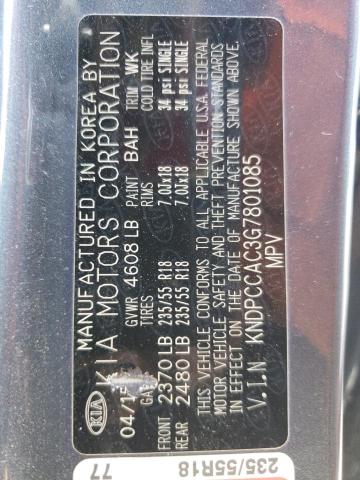 KIA
MANUFACTURED IN KOREA BY
KIA MOTORS CORPORATION
04/15 GVWR 4608 LB PAINT BAH TRIM WK
TIRES RIMS COLD TIRE INFL
FRONT 2370 LB 235/55 R18 7.0Jx18 34 psi SINGLE
REAR 2480 LB 235/55 R18 7.0Jx18 34 psi SINGLE
THIS VEHICLE CONFORMS TO ALL APPLICABLE U.S.A. FEDERAL
MOTOR VEHICLE SAFETY AND THEFT PREVENTION STANDARDS
IN EFFECT ON THE DATE OF MANUFACTURE SHOWN ABOVE.
V.I.N KNDPCCAC3G7801085
MPV
235/55R18
77